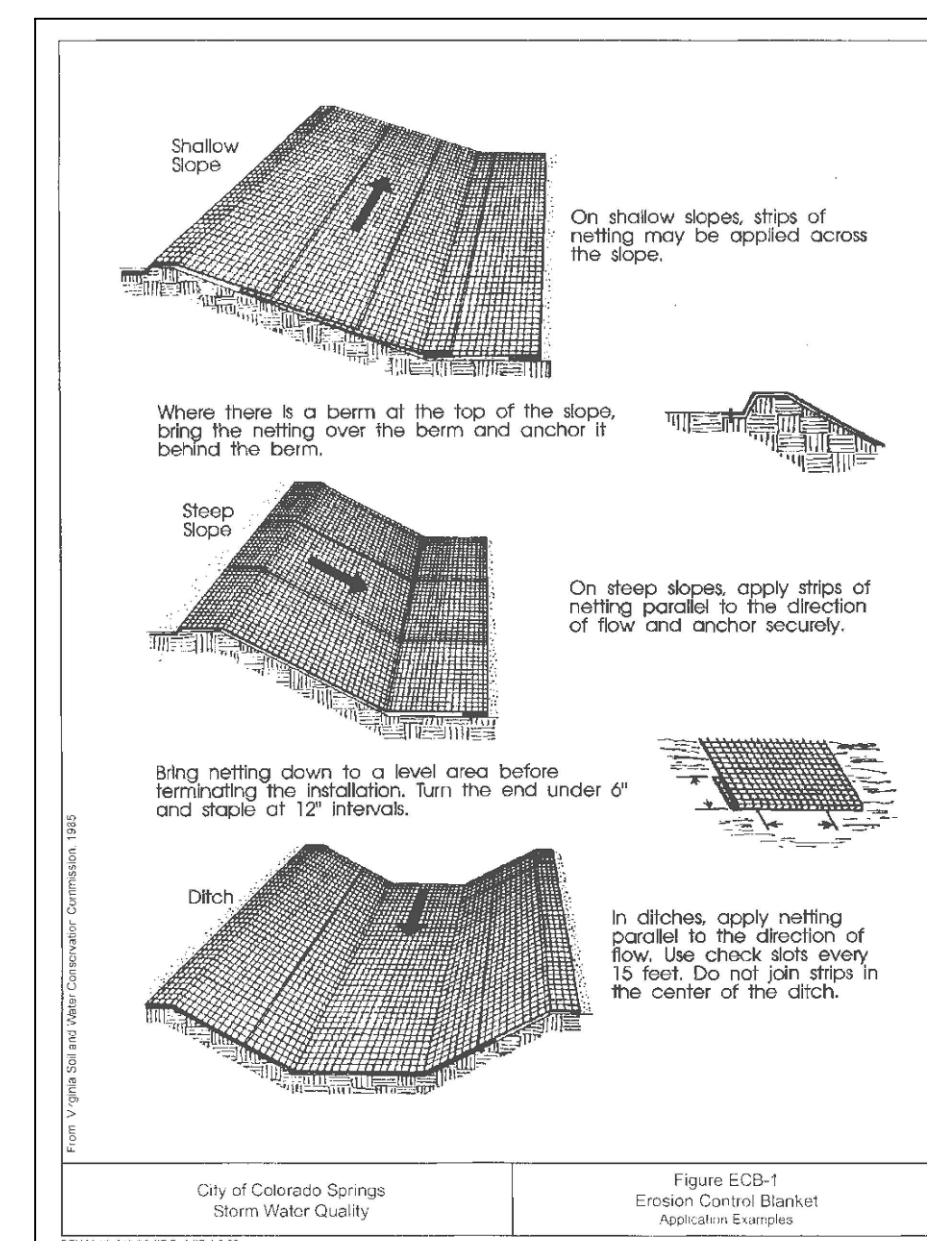 Shallow
Slope
On shallow slopes, strips of
netting may be applied across
the slope.
Where there is a berm at the top of the slope,
bring the netting over the berm and anchor it
behind the berm.
Steep
Slope
On steep slopes, apply strips of
netting parallel to the direction
of flow and anchor securely.
Bring netting down to a level area before
terminating the installation. Turn the end under 6"
and staple at 12" intervals.
Ditch
In ditches, apply netting
parallel to the direction of
flow. Use check slots every
15 feet. Do not join strips in
the center of the ditch.
From Virginia Soil and Water Conservation Commission, 1985
City of Colorado Springs
Storm Water Quality
Figure ECB-1
Erosion Control Blanket
Application Examples